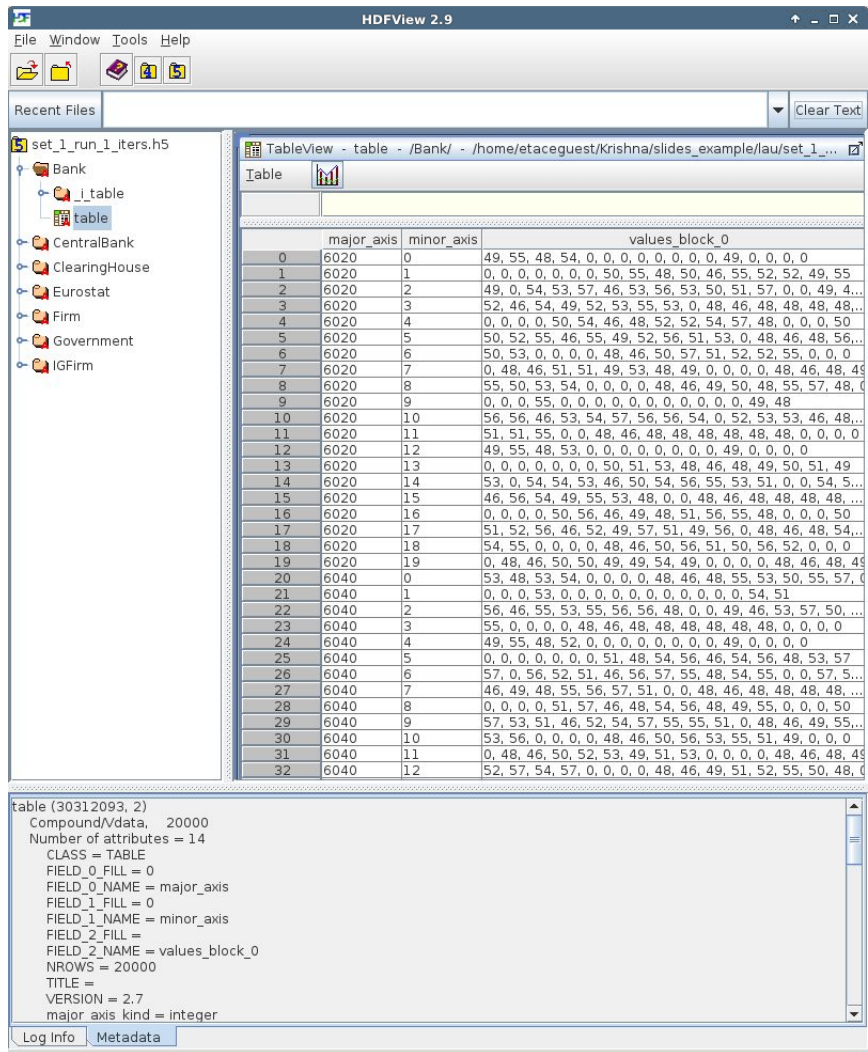 HDFView 2.9
File Window Tools Help
Recent Files
Clear Text
set_1_run_1_iters.h5
Bank
_i_table
table
CentralBank
ClearingHouse
Eurostat
Firm
Government
IGFirm
TableView - table - /Bank/ - /home/etaceguest/Krishna/slides_example/lau/set_1_...
Table
major_axis minor_axis values_block_0
0 6020 0 49, 55, 48, 54, 0, 0, 0, 0, 0, 0, 0, 0, 49, 0, 0, 0, 0
1 6020 1 0, 0, 0, 0, 0, 0, 0, 50, 55, 48, 50, 46, 55, 52, 52, 49, 55
2 6020 2 49, 0, 54, 53, 57, 46, 53, 56, 53, 50, 51, 57, 0, 0, 49, 4...
3 6020 3 52, 46, 54, 49, 52, 53, 55, 53, 0, 48, 46, 48, 48, 48, 48,...
4 6020 4 0, 0, 0, 0, 50, 54, 46, 48, 52, 52, 54, 57, 48, 0, 0, 0, 50
5 6020 5 50, 52, 55, 46, 55, 49, 52, 56, 51, 53, 0, 48, 46, 48, 56,...
6 6020 6 50, 53, 0, 0, 0, 0, 48, 46, 50, 57, 51, 52, 52, 55, 0, 0, 0
7 6020 7 0, 48, 46, 51, 51, 49, 53, 48, 49, 0, 0, 0, 0, 48, 46, 48, 49
8 6020 8 55, 50, 53, 54, 0, 0, 0, 0, 48, 46, 49, 50, 48, 55, 57, 48, 0
9 6020 9 0, 0, 0, 55, 0, 0, 0, 0, 0, 0, 0, 0, 0, 0, 0, 49, 48
10 6020 10 56, 56, 46, 53, 54, 57, 56, 56, 54, 0, 52, 53, 53, 46, 48,...
11 6020 11 51, 51, 55, 0, 0, 48, 46, 48, 48, 48, 48, 48, 48, 0, 0, 0, 0
12 6020 12 49, 55, 48, 53, 0, 0, 0, 0, 0, 0, 0, 0, 49, 0, 0, 0, 0
13 6020 13 0, 0, 0, 0, 0, 0, 0, 50, 51, 53, 48, 46, 48, 49, 50, 51, 49
14 6020 14 53, 0, 54, 54, 53, 46, 50, 54, 56, 55, 53, 51, 0, 0, 54, 5...
15 6020 15 46, 56, 54, 49, 55, 53, 48, 0, 0, 48, 46, 48, 48, 48, 48, ...
16 6020 16 0, 0, 0, 0, 50, 56, 46, 49, 48, 51, 56, 55, 48, 0, 0, 0, 50
17 6020 17 51, 52, 56, 46, 52, 49, 57, 51, 49, 56, 0, 48, 46, 48, 54,...
18 6020 18 54, 55, 0, 0, 0, 0, 48, 46, 50, 56, 51, 50, 56, 52, 0, 0, 0
19 6020 19 0, 48, 46, 50, 50, 49, 49, 54, 49, 0, 0, 0, 0, 48, 46, 48, 49
20 6040 0 53, 48, 53, 54, 0, 0, 0, 0, 48, 46, 48, 55, 53, 50, 55, 57, 0
21 6040 1 0, 0, 0, 53, 0, 0, 0, 0, 0, 0, 0, 0, 0, 0, 0, 54, 51
22 6040 2 56, 46, 55, 53, 55, 56, 56, 48, 0, 0, 49, 46, 53, 57, 50, ...
23 6040 3 55, 0, 0, 0, 0, 48, 46, 48, 48, 48, 48, 48, 48, 0, 0, 0, 0
24 6040 4 49, 55, 48, 52, 0, 0, 0, 0, 0, 0, 0, 0, 49, 0, 0, 0, 0
25 6040 5 0, 0, 0, 0, 0, 0, 0, 51, 48, 54, 56, 46, 54, 56, 48, 53, 57
26 6040 6 57, 0, 56, 52, 51, 46, 56, 57, 55, 48, 54, 55, 0, 0, 57, 5...
27 6040 7 46, 49, 48, 55, 56, 57, 51, 0, 0, 48, 46, 48, 48, 48, 48, ...
28 6040 8 0, 0, 0, 0, 51, 57, 46, 48, 54, 56, 48, 49, 55, 0, 0, 0, 50
29 6040 9 57, 53, 51, 46, 52, 54, 57, 55, 55, 51, 0, 48, 46, 49, 55,...
30 6040 10 53, 56, 0, 0, 0, 0, 48, 46, 50, 56, 53, 55, 51, 49, 0, 0, 0
31 6040 11 0, 48, 46, 50, 52, 53, 49, 51, 53, 0, 0, 0, 0, 48, 46, 48, 49
32 6040 12 52, 57, 54, 57, 0, 0, 0, 0, 48, 46, 49, 51, 52, 55, 50, 48, 0
table (30312093, 2)
Compound/Vdata, 20000
Number of attributes = 14
CLASS = TABLE
FIELD_0_FILL = 0
FIELD_0_NAME = major_axis
FIELD_1_FILL = 0
FIELD_1_NAME = minor_axis
FIELD_2_FILL =
FIELD_2_NAME = values_block_0
NROWS = 20000
TITLE =
VERSION = 2.7
major_axis_kind = integer
Log Info Metadata